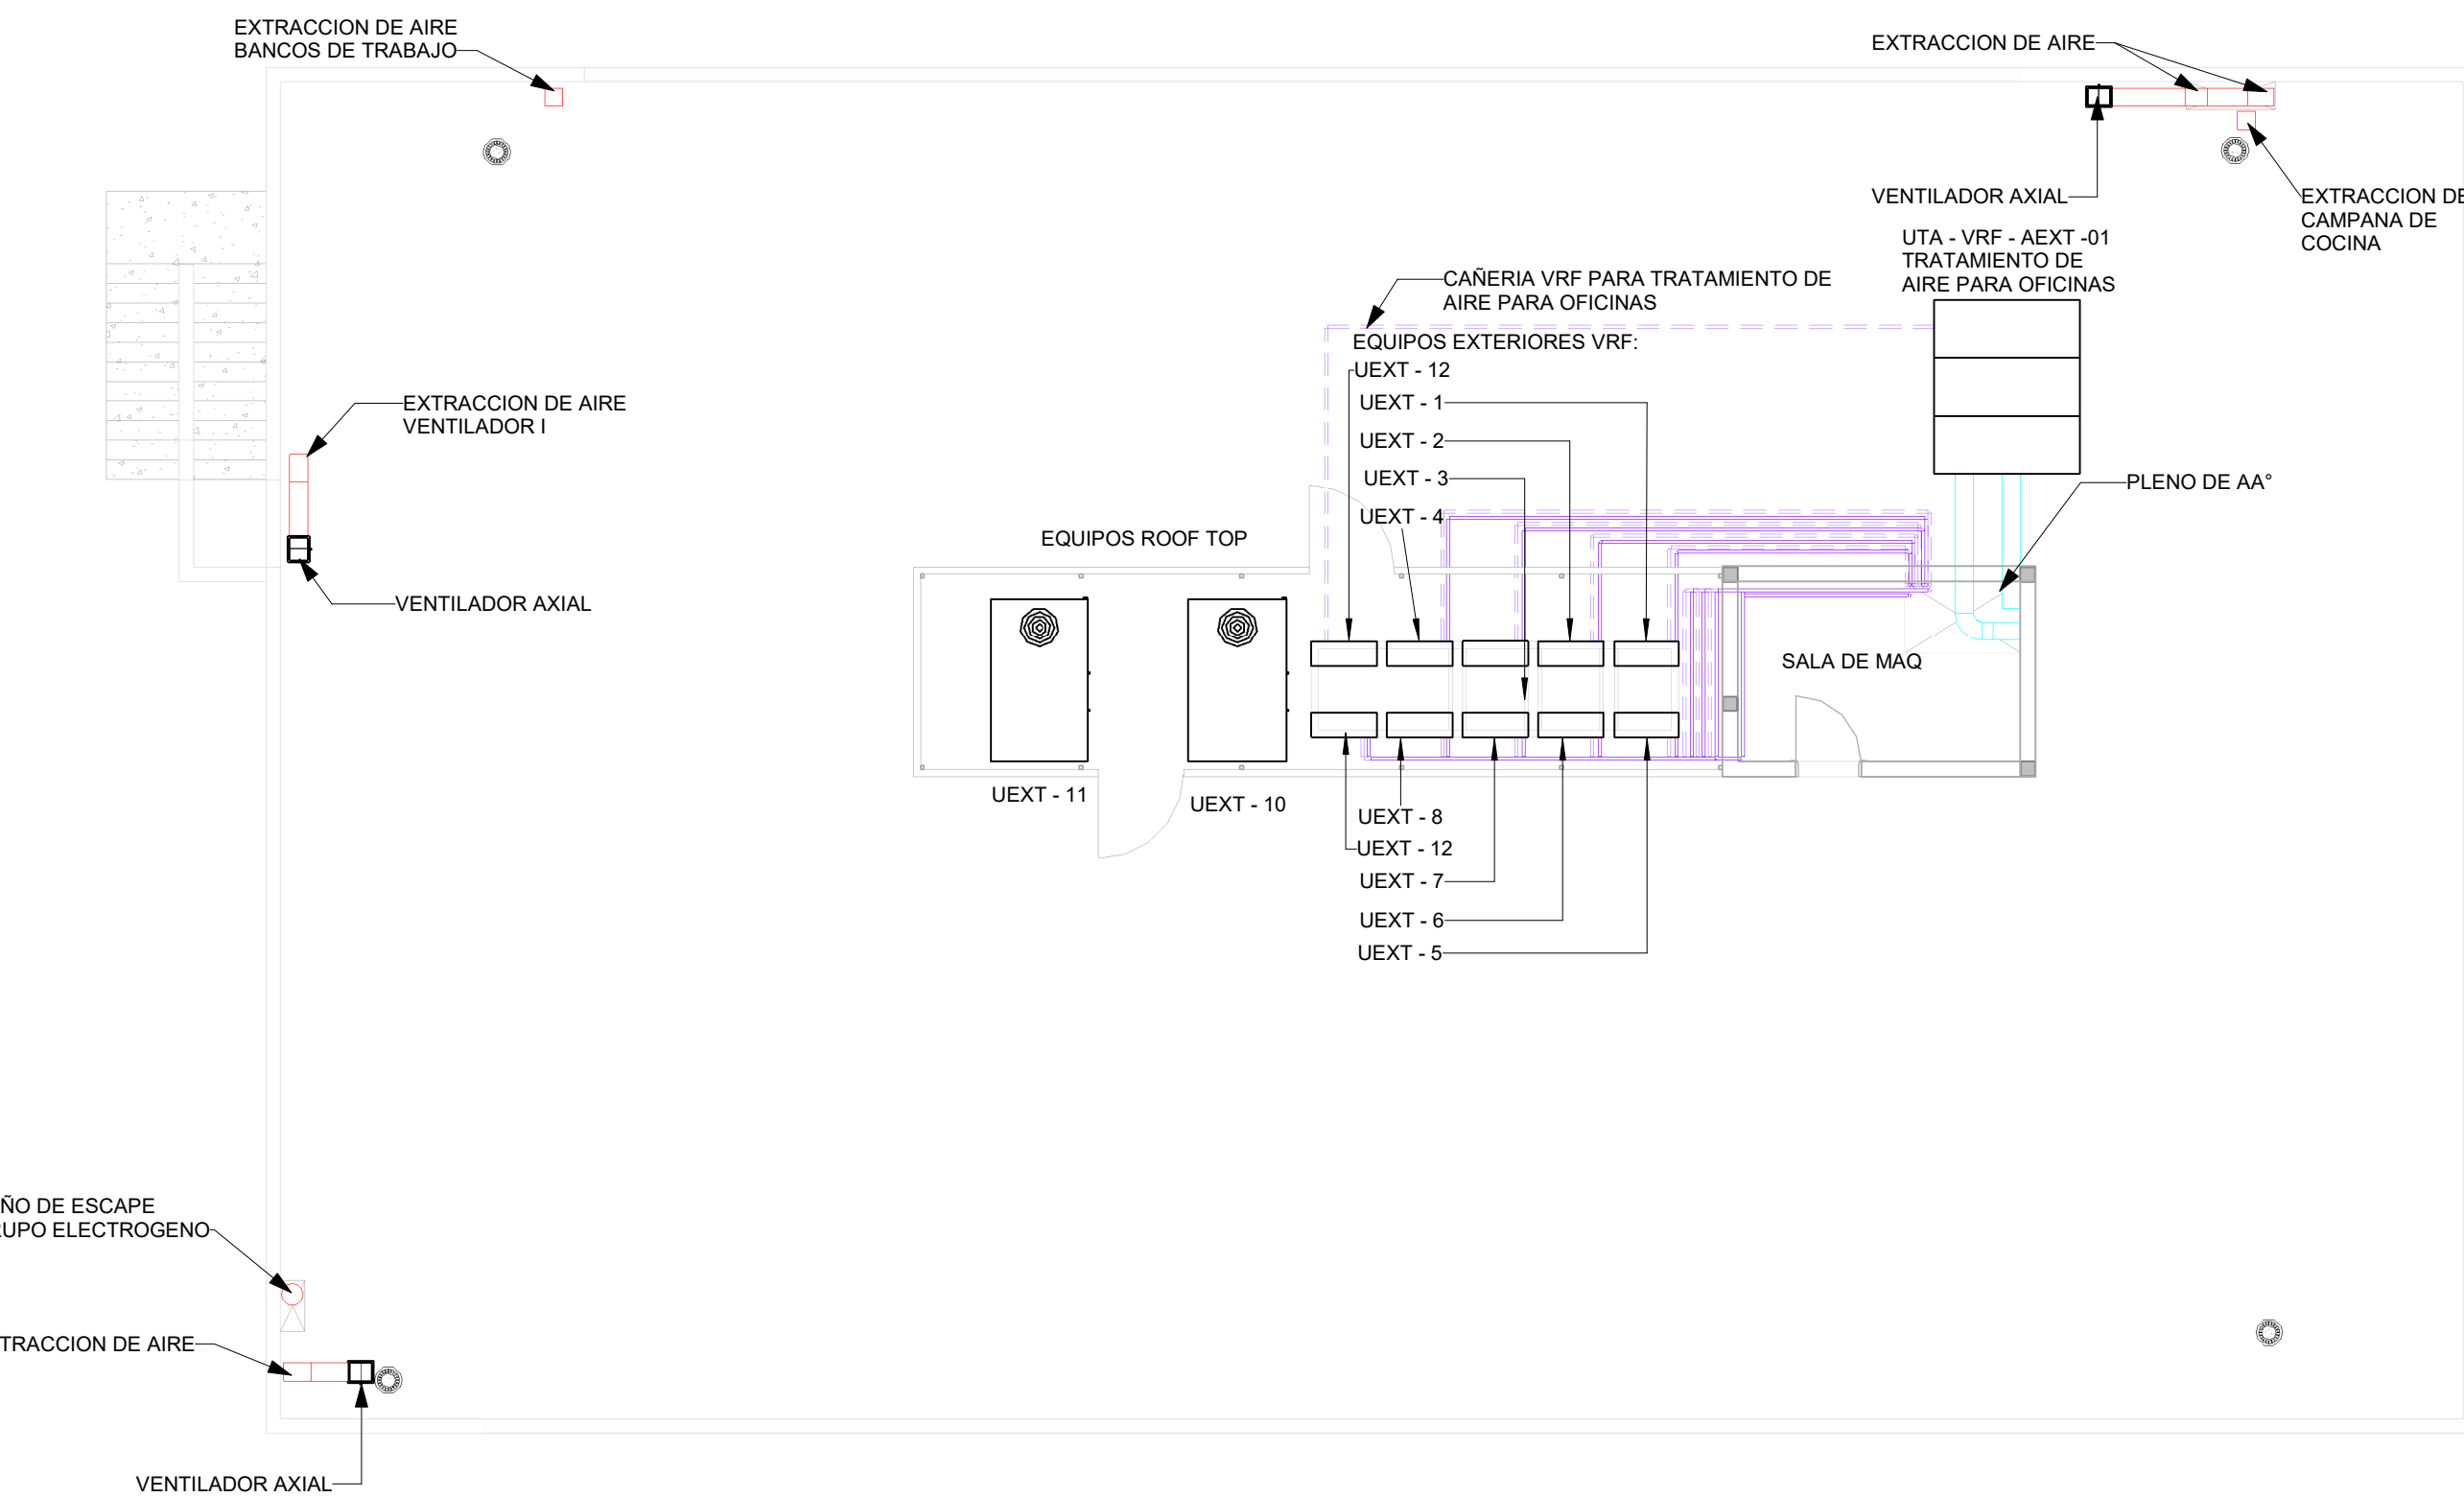 EXTRACCION DE AIRE
BANCOS DE TRABAJO
EXTRACCION DE AIRE
VENTILADOR AXIAL
EXTRACCION DE
CAMPANA DE
COCINA
UTA - VRF - AEXT -01
TRATAMIENTO DE
AIRE PARA OFICINAS
CAÑERIA VRF PARA TRATAMIENTO DE
AIRE PARA OFICINAS
EQUIPOS EXTERIORES VRF:
UEXT - 12
UEXT - 1
UEXT - 2
UEXT - 3
UEXT - 4
EXTRACCION DE AIRE
VENTILADOR I
PLENO DE AA°
EQUIPOS ROOF TOP
VENTILADOR AXIAL
SALA DE MAQ
UEXT - 11
UEXT - 10
UEXT - 8
UEXT - 12
UEXT - 7
UEXT - 6
UEXT - 5
ÑO DE ESCAPE
RUPO ELECTROGENO
TRACCION DE AIRE
VENTILADOR AXIAL